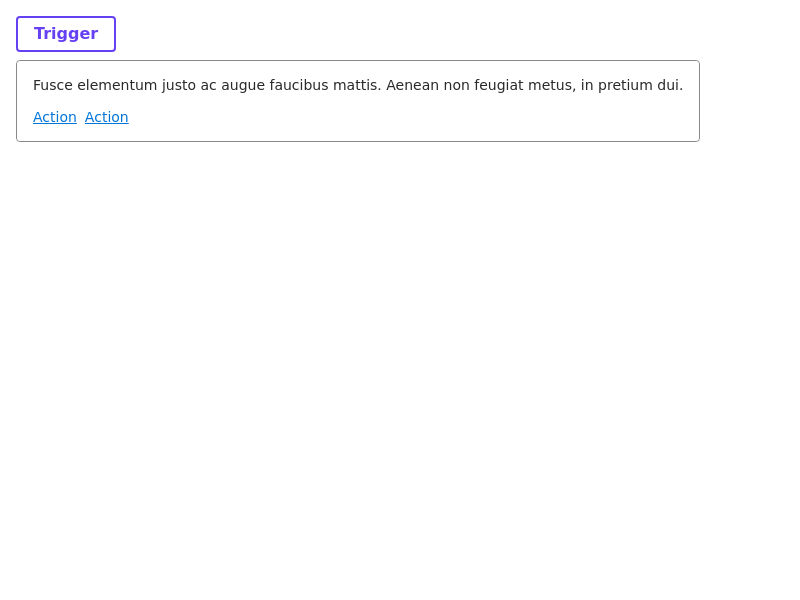 Trigger
Fusce elementum justo ac augue faucibus mattis. Aenean non feugiat metus, in pretium dui.
Action Action